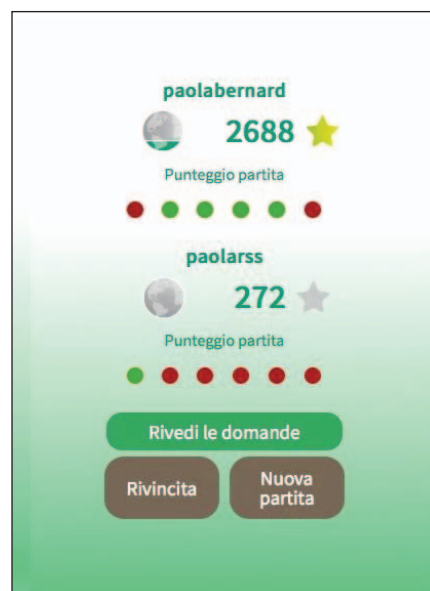 paolabernard
2688
Punteggio partita
paolarss
272
Punteggio partita
Rivedi le domande
Rivincita
Nuova
partita